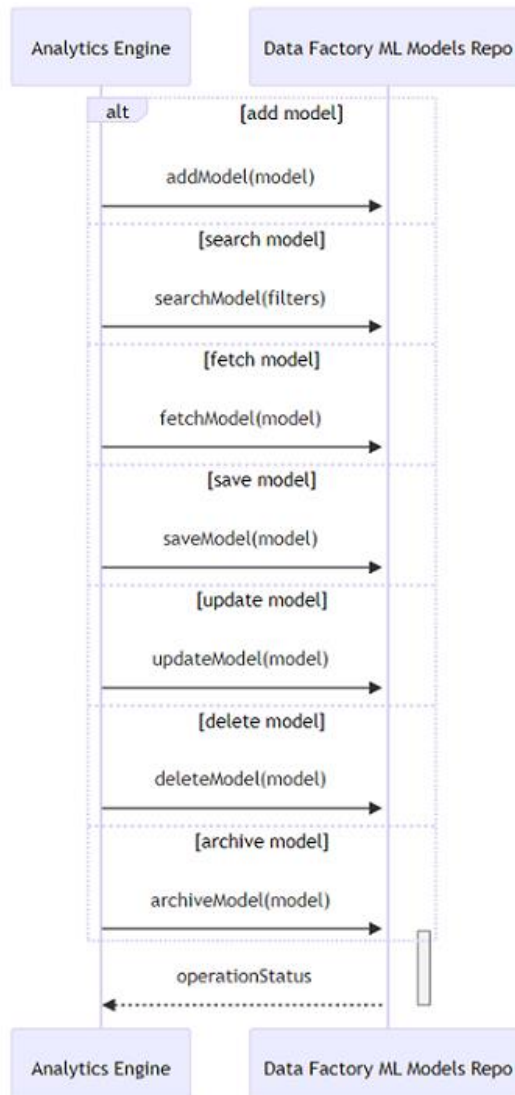 Analytics Engine
Data Factory ML Models Repo
alt
[add model]
addModel(model)
[search model]
searchModel(filters)
[fetch model]
fetchModel(model)
[save model]
saveModel(model)
[update model]
updateModel(model)
[delete model]
deleteModel(model)
[archive model]
archiveModel(model)
operationStatus
Analytics Engine
Data Factory ML Models Repo